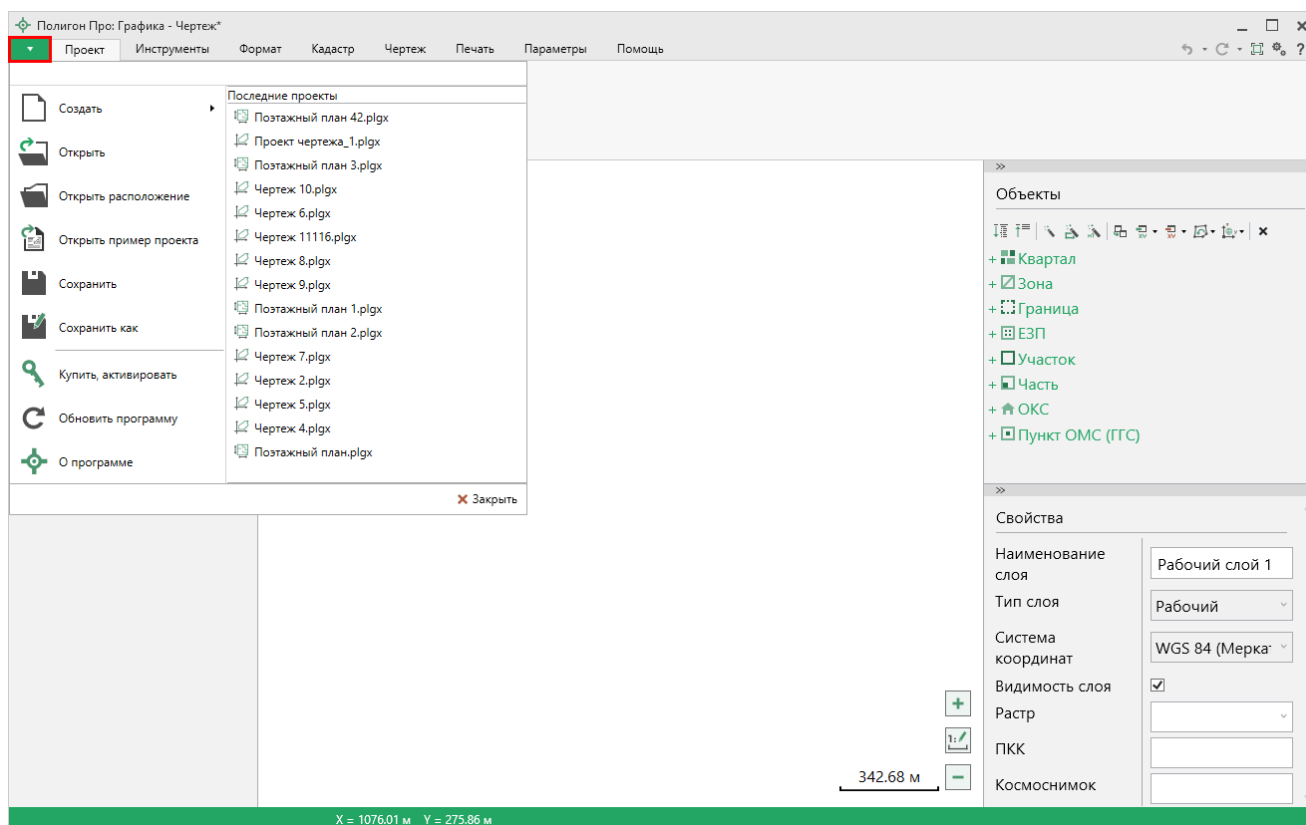 Полигон Про: Графика - Чертеж*
Проект Инструменты Формат Кадастр Чертеж Печать Параметры Помощь
?
Создать
Открыть
Открыть расположение
Открыть пример проекта
Сохранить
Сохранить как
Купить, активировать
Обновить программу
О программе
Последние проекты
Поэтажный план 42.plgx
Проект чертежа_1.plgx
Поэтажный план 3.plgx
Чертеж 10.plgx
Чертеж 6.plgx
Чертеж 11116.plgx
Чертеж 8.plgx
Чертеж 9.plgx
Поэтажный план 1.plgx
Поэтажный план 2.plgx
Чертеж 7.plgx
Чертеж 2.plgx
Чертеж 5.plgx
Чертеж 4.plgx
Поэтажный план.plgx
Закрыть
Объекты
+ Квартал
+ Зона
+ Граница
+ ЕЗП
+ Участок
+ Часть
+ ОКС
+ Пункт ОМС (ГГС)
Свойства
Наименование
слоя
Рабочий слой 1
Тип слоя
Рабочий
Система
координат
WGS 84 (Мерка
Видимость слоя
Растр
ПКК
Космоснимок
1:
342.68 м
X = 1076.01 м Y = 275.86 м